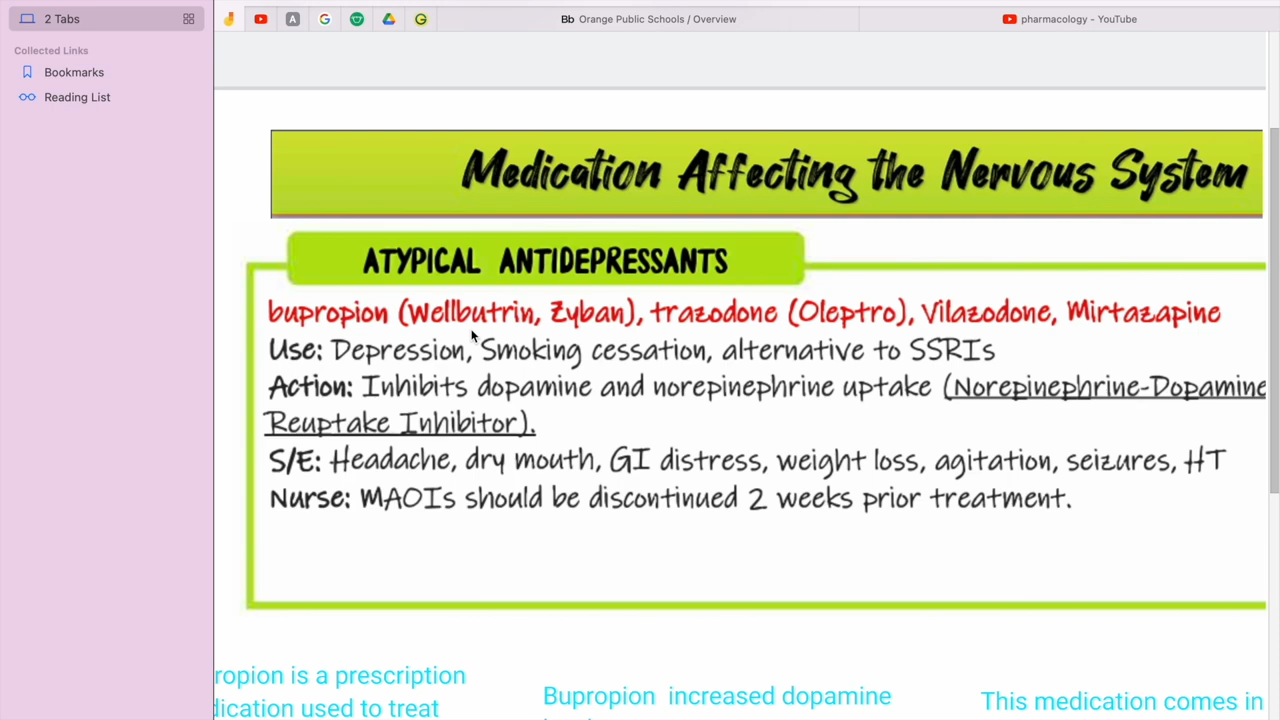 2 Tabs
Bb Orange Public Schools / Overview
pharmacology - YouTube
Collected Links
Bookmarks
Reading List
Medication Affecting the Nervous System
ATYPICAL ANTIDEPRESSANTS
bupropion (Wellbutrin, Zyban), trazodone (Oleptro), Vilazodone, Mirtazapine
Use: Depression, Smoking cessation, alternative to SSRIs
Action: Inhibits dopamine and norepinephrine uptake (Norepinephrine-Dopamine
Reuptake Inhibitor).
S/E: Headache, dry mouth, GI distress, weight loss, agitation, seizures, HT
Nurse: MAOIs should be discontinued 2 weeks prior treatment.
ropion is a prescription
dication used to treat
Bupropion increased dopamine
This medication comes in